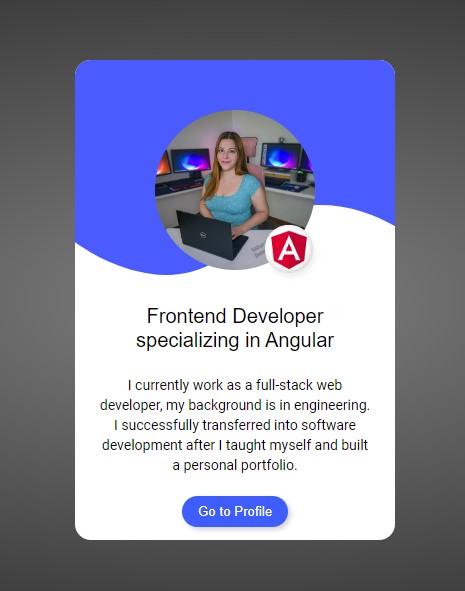 A
Frontend Developer
specializing in Angular
I currently work as a full-stack web
developer, my background is in engineering.
I successfully transferred into software
development after I taught myself and built
a personal portfolio.
Go to Profile